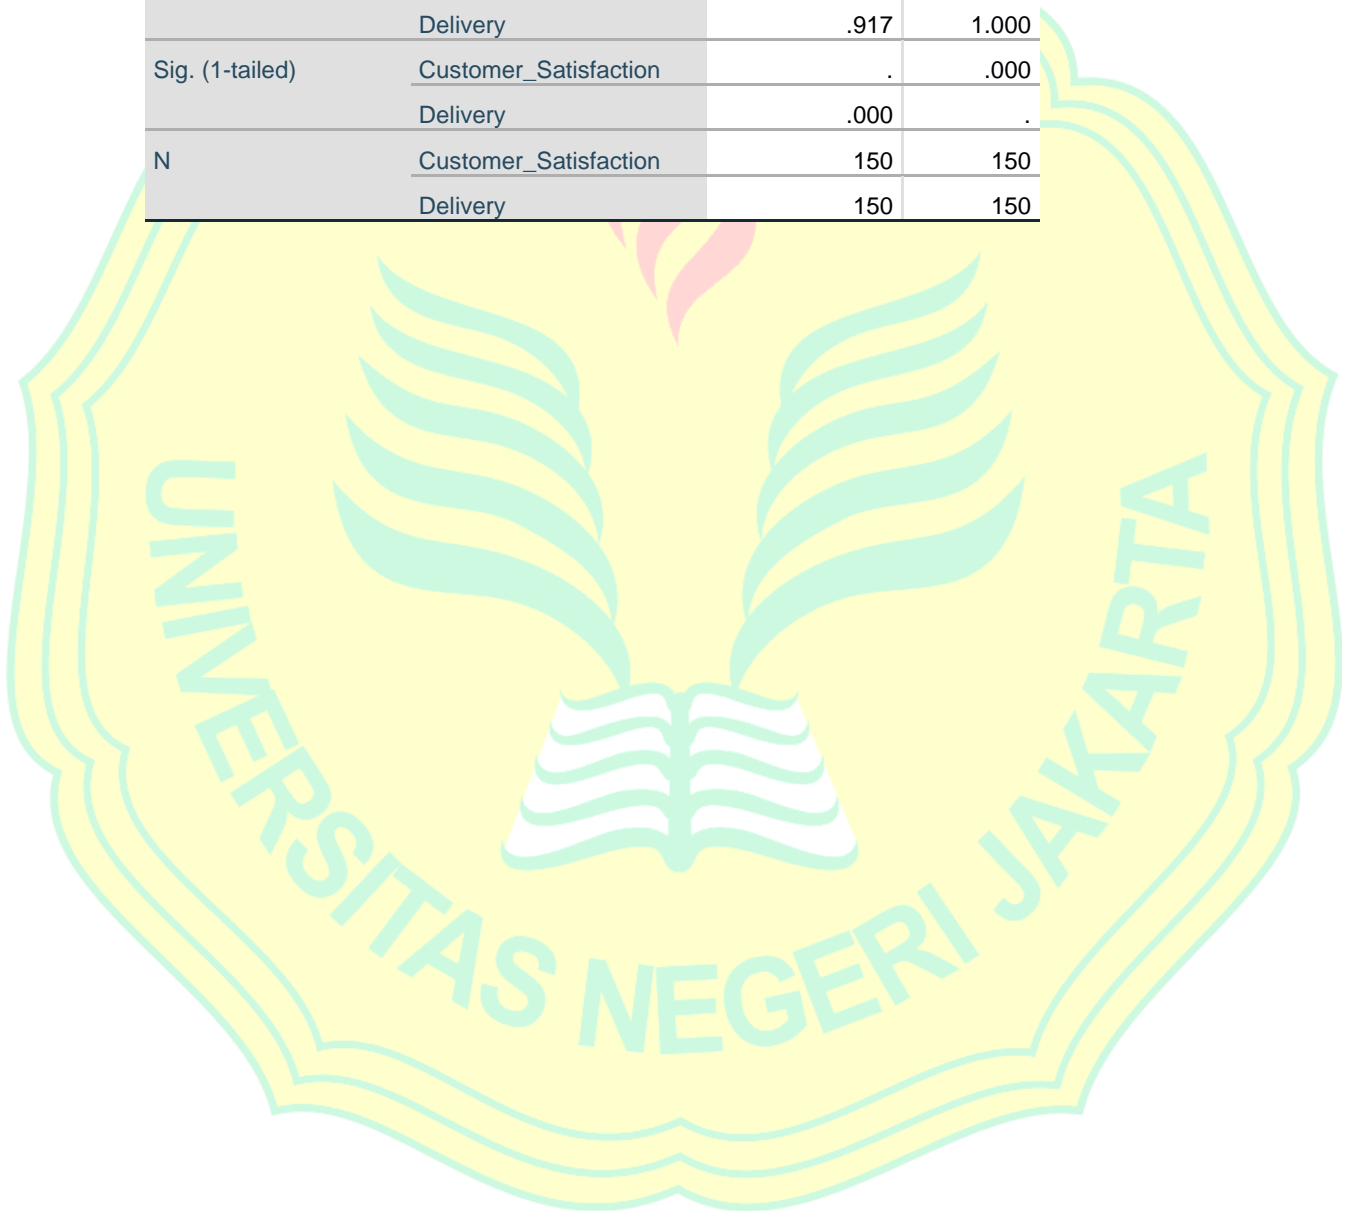 Delivery .917 1.000
Sig. (1-tailed) Customer_Satisfaction . .000
Delivery .000 .
N Customer_Satisfaction 150 150
Delivery 150 150
UNIVERSITAS NEGERI JAKARTA